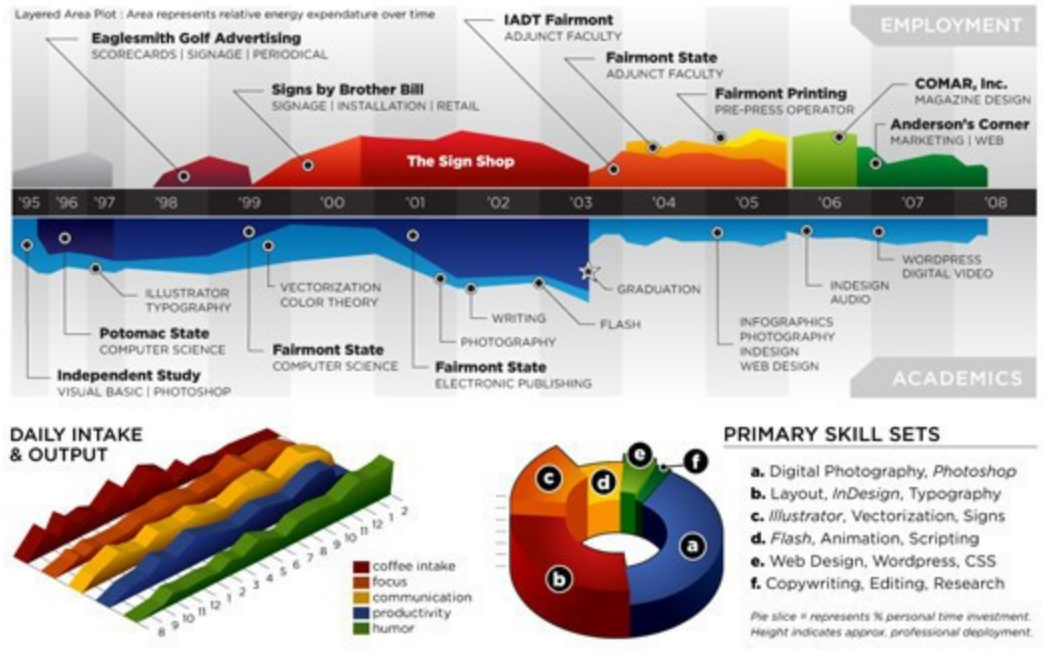 Layered Area Plot : Area represents relative energy expenditure over time
EMPLOYMENT
Eaglesmith Golf Advertising
SCORECARDS | SIGNAGE | PERIODICAL
Signs by Brother Bill
SIGNAGE | INSTALLATION | RETAIL
IADT Fairmont
ADJUNCT FACULTY
Fairmont State
ADJUNCT FACULTY
Fairmont Printing
PRE-PRESS OPERATOR
COMAR, Inc.
MAGAZINE DESIGN
Anderson's Corner
MARKETING | WEB
The Sign Shop
'95 '96 '97 '98 '99 '00 '01 '02 '03 '04 '05 '06 '07 '08
ILLUSTRATOR
TYPOGRAPHY
Potomac State
COMPUTER SCIENCE
Independent Study
VISUAL BASIC | PHOTOSHOP
VECTORIZATION
COLOR THEORY
Fairmont State
COMPUTER SCIENCE
WRITING
PHOTOGRAPHY
Fairmont State
ELECTRONIC PUBLISHING
FLASH
GRADUATION
INFOGRAPHICS
PHOTOGRAPHY
INDESIGN
WEB DESIGN
INDESIGN
AUDIO
WORDPRESS
DIGITAL VIDEO
ACADEMICS
DAILY INTAKE
& OUTPUT
8 9 10 11 12 1 2 3 4 5 6 7 8 9 10 11 12 1 2
coffee intake
focus
communication
productivity
humor
a
b
c
d
e
f
PRIMARY SKILL SETS
a. Digital Photography, Photoshop
b. Layout, InDesign, Typography
c. Illustrator, Vectorization, Signs
d. Flash, Animation, Scripting
e. Web Design, Wordpress, CSS
f. Copywriting, Editing, Research
Pie slice = represents % personal time investment.
Height indicates approx. professional deployment.